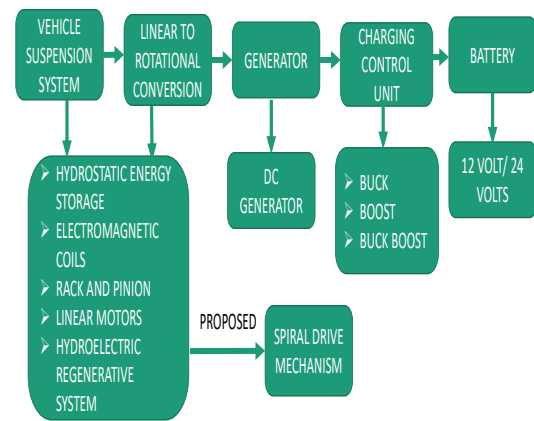 VEHICLE
SUSPENSION
SYSTEM
LINEAR TO
ROTATIONAL
CONVERSION
GENERATOR
CHARGING
CONTROL
UNIT
BATTERY
HYDROSTATIC ENERGY
STORAGE
ELECTROMAGNETIC
COILS
RACK AND PINION
LINEAR MOTORS
HYDROELECTRIC
REGENERATIVE
SYSTEM
DC
GENERATOR
BUCK
BOOST
BUCK BOOST
12 VOLT/ 24
VOLTS
PROPOSED
SPIRAL DRIVE
MECHANISM